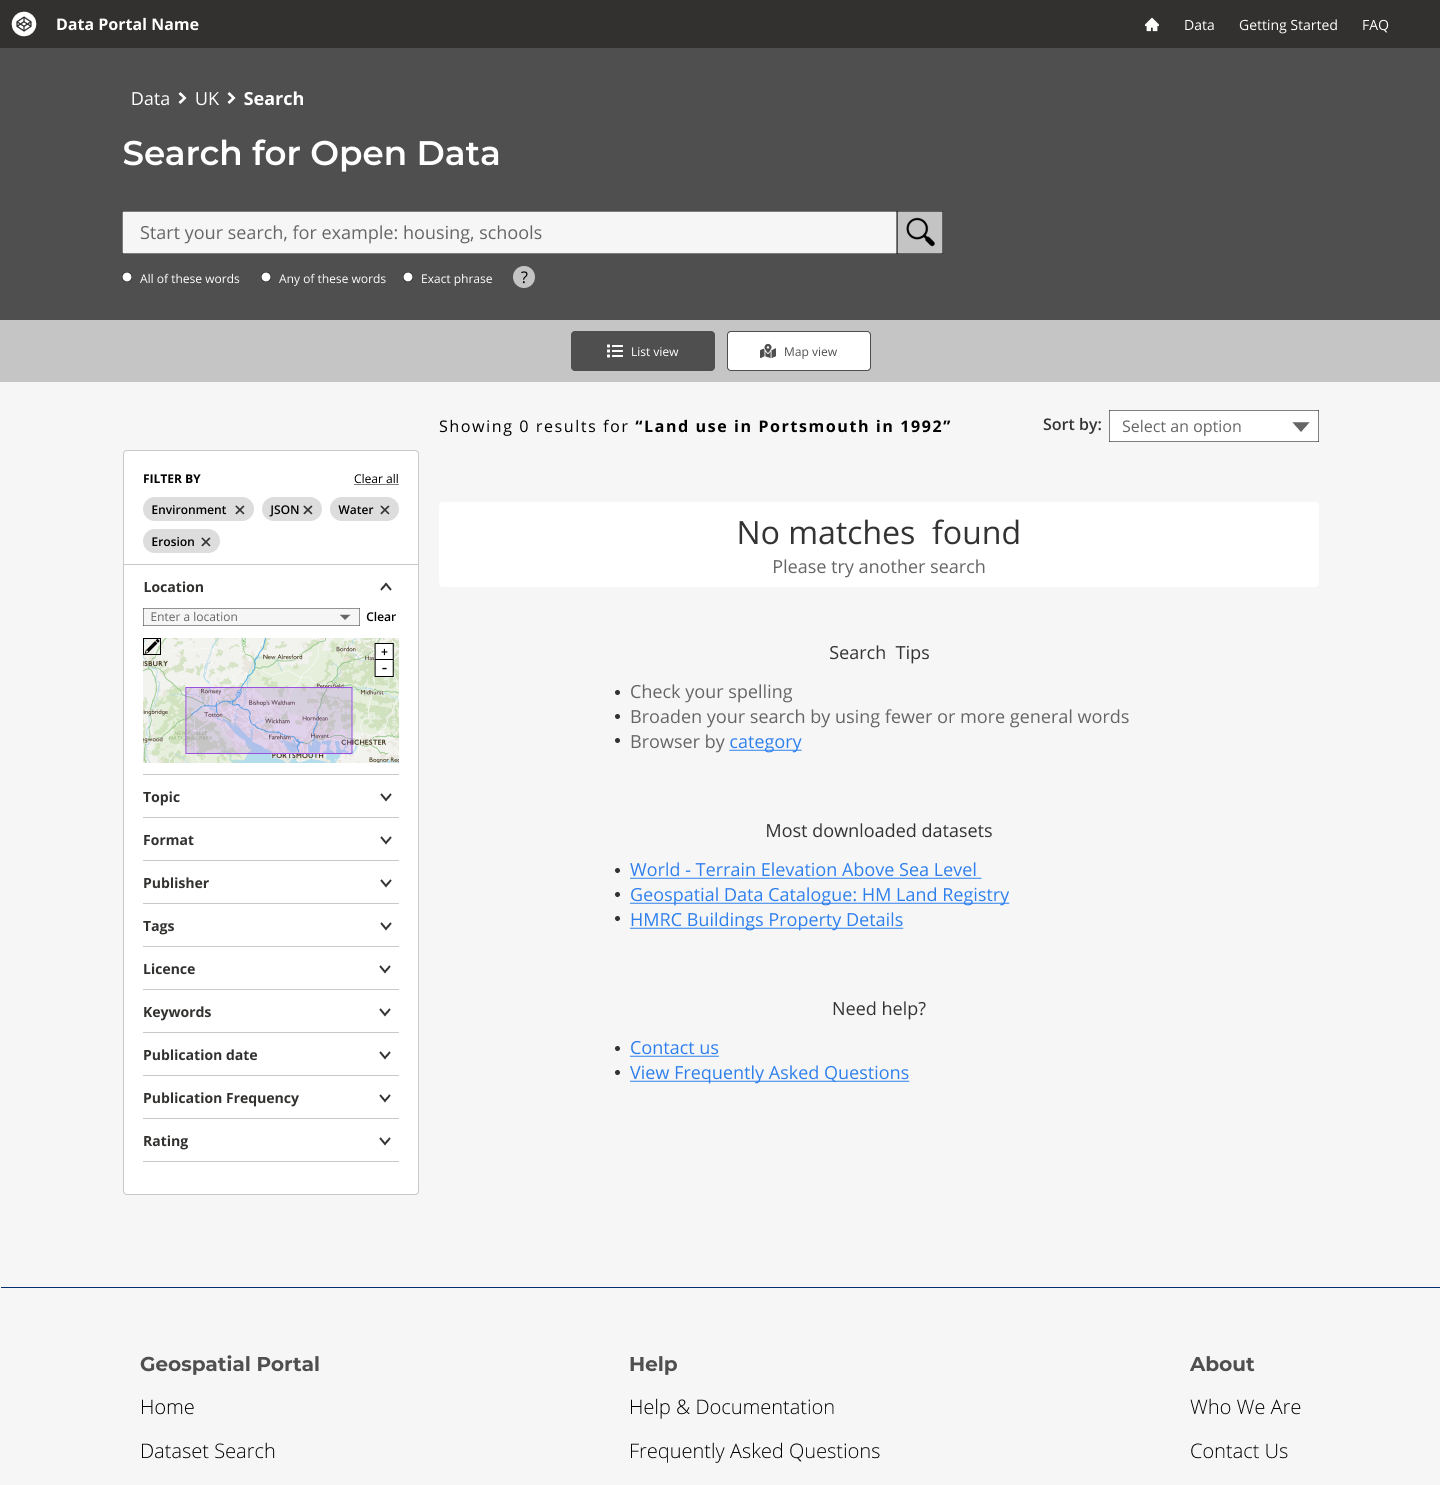 Data Portal Name
Data
Getting Started
FAQ
Data
UK
Search
Search for Open Data
Start your search, for example: housing, schools
All of these words
Any of these words
Exact phrase
?
List view
Map view
Showing 0 results for “Land use in Portsmouth in 1992”
Sort by:
Select an option
FILTER BY
Clear all
Environment
JSON
Water
Erosion
Location
Enter a location
Clear
SBURY
New Alresford
Bordon
+
-
Romsey
Petersfield
Midhurst
Bishop's Waltham
ingbridge
Totton
Wickham
Horndean
gwood
Fareham
Havant
CHICHESTER
PORTSMOUTH
Bognor Reg
Topic
Format
Publisher
Tags
Licence
Keywords
Publication date
Publication Frequency
Rating
No matches found
Please try another search
Search Tips
• Check your spelling
• Broaden your search by using fewer or more general words
• Browser by category
Most downloaded datasets
• World - Terrain Elevation Above Sea Level
• Geospatial Data Catalogue: HM Land Registry
• HMRC Buildings Property Details
Need help?
• Contact us
• View Frequently Asked Questions
Geospatial Portal
Home
Dataset Search
Help
Help & Documentation
Frequently Asked Questions
About
Who We Are
Contact Us